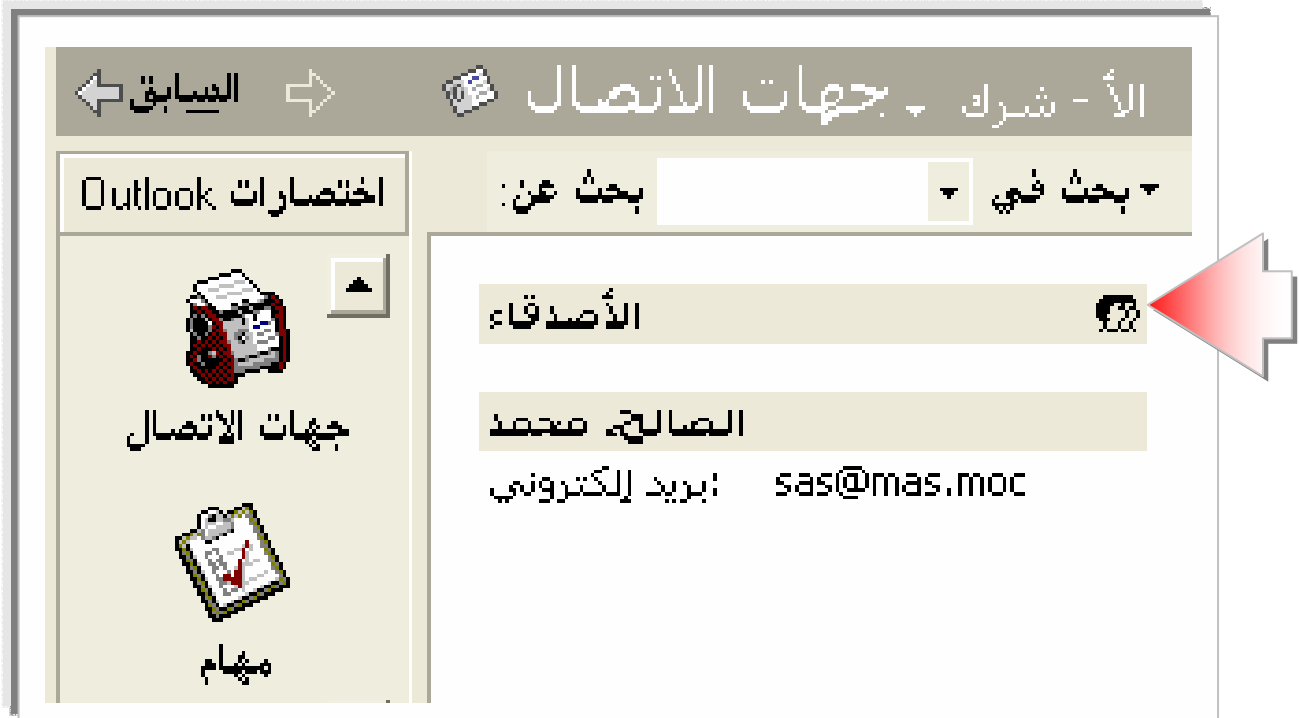 السابق جهات الاتصال . الأ - شرك
اختصارات Outlook
بحث عن: بحث في
الأصدقاء
جهات الاتصال
الصالح, محمد
بريد إلكتروني: sas@mas.moc
مهام